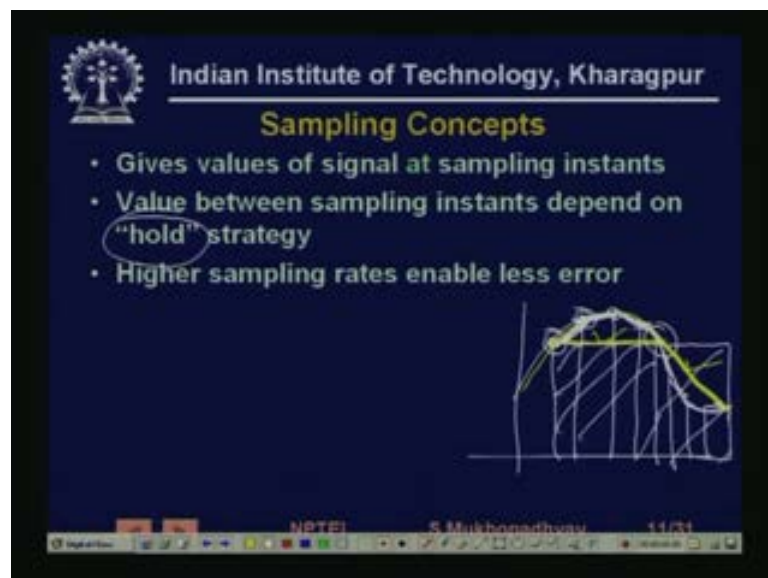 Indian Institute of Technology, Kharagpur
Sampling Concepts
• Gives values of signal at sampling instants
• Value between sampling instants depend on
"hold" strategy
• Higher sampling rates enable less error
NPTEL S.Mukhopadhyay 11/31